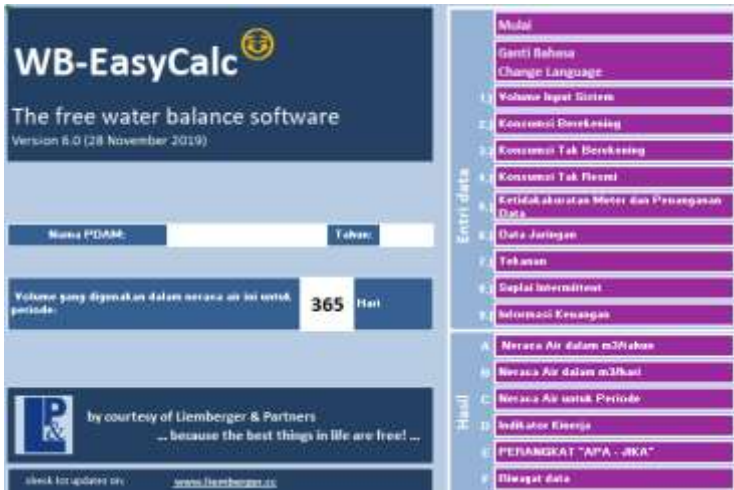 WB-EasyCalc
The free water balance software
Version 6.0 (28 November 2019)
Nama PDAM:
Tahun:
Volume yang digunakan dalam neraca air ini untuk
periode:
365
Hari
L&P
by courtesy of Liemberger & Partners
... because the best things in life are free! ...
check for updates on:
www.liemberger.cc
Entri data
Mulai
Ganti Bahasa
Change Language
1.) Volume Input Sistem
2.) Konsumsi Berekening
3.) Konsumsi Tak Berekening
4.) Konsumsi Tak Resmi
5.) Ketidakakuratan Meter dan Penanganan
Data
6.) Data Jaringan
7.) Tekanan
8.) Suplai Intermittent
9.) Informasi Keuangan
Hasil
A Neraca Air dalam m3/tahun
B Neraca Air dalam m3/hari
C Neraca Air untuk Periode
D Indikator Kinerja
E PERANGKAT "APA - JIKA"
F Riwayat data